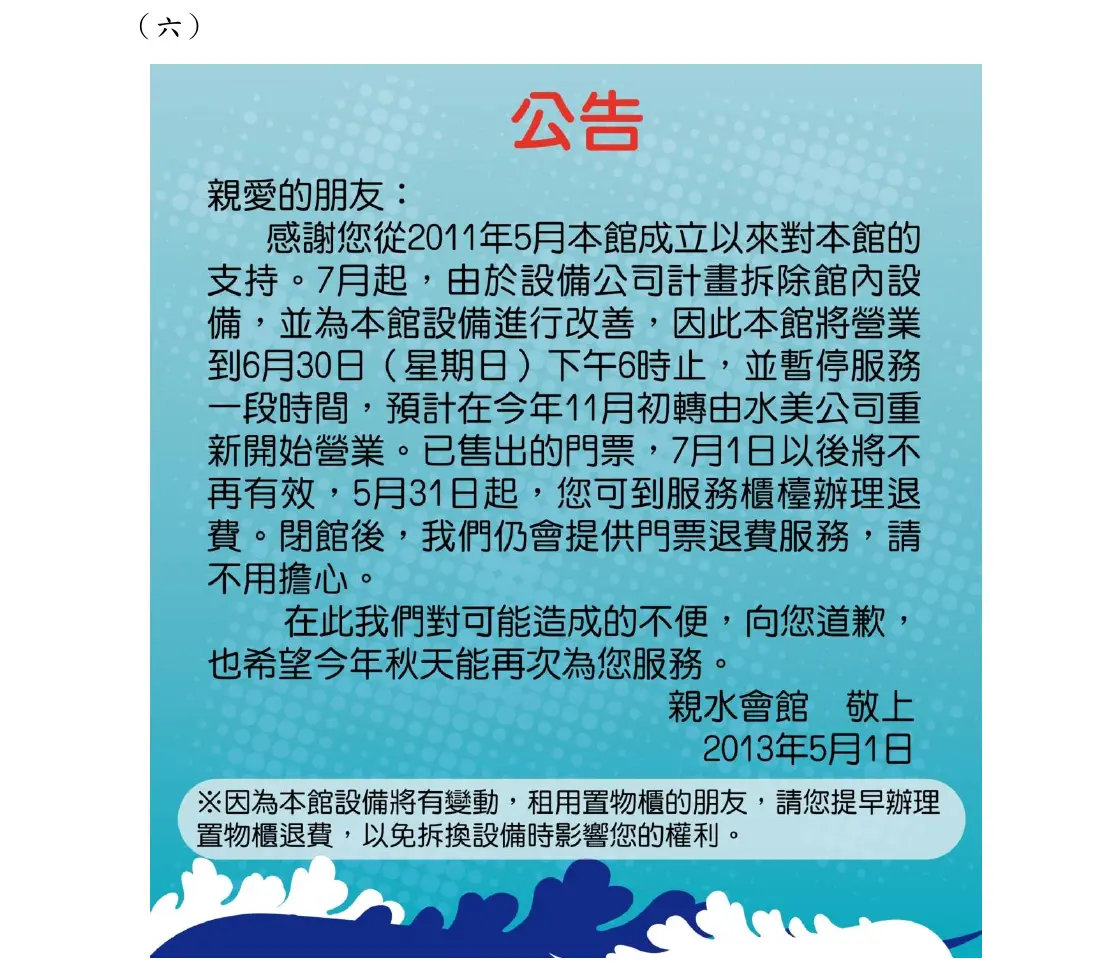 （六）
公告
親愛的朋友：
感謝您從2011年5月本館成立以來對本館的
支持。7月起，由於設備公司計畫拆除館內設
備，並為本館設備進行改善，因此本館將營業
到6月30日（星期日）下午6時止，並暫停服務
一段時間，預計在今年11月初轉由水美公司重
新開始營業。已售出的門票，7月1日以後將不
再有效，5月31日起，您可到服務櫃檯辦理退
費。閉館後，我們仍會提供門票退費服務，請
不用擔心。
在此我們對可能造成的不便，向您道歉，
也希望今年秋天能再次為您服務。
親水會館　敬上
2013年5月1日
※因為本館設備將有變動，租用置物櫃的朋友，請您提早辦理
置物櫃退費，以免拆換設備時影響您的權利。